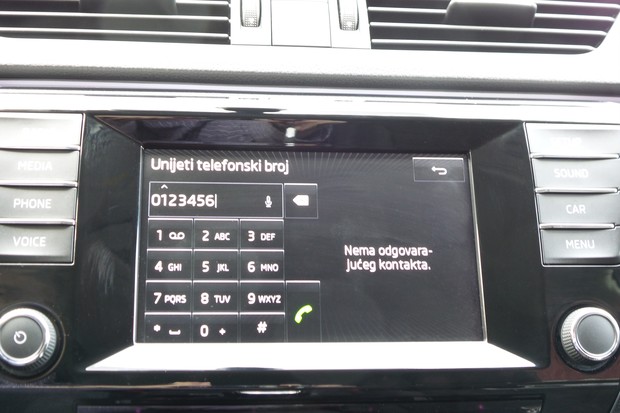 Unijeti telefonski broj
0123456
1 2 ABC 3 DEF
4 GHI 5 JKL 6 MNO
7 PQRS 8 TUV 9 WXYZ
* 0 + #
Nema odgovara-
jućeg kontakta.
MEDIA
PHONE
VOICE
SOUND
CAR
MENU